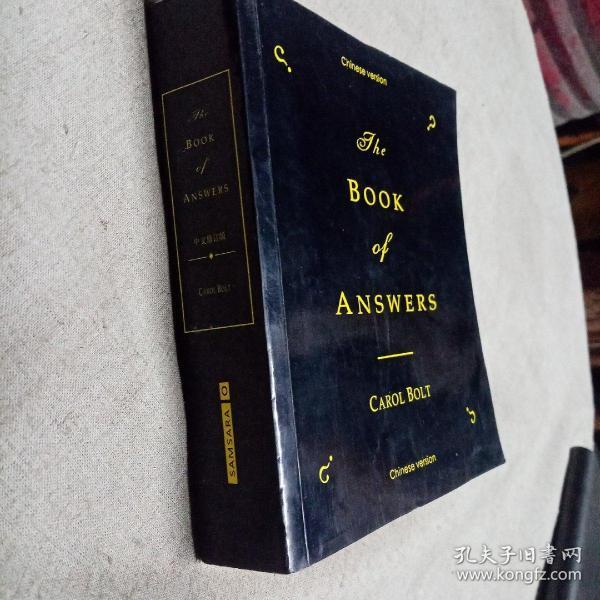 The
BOOK
of
ANSWERS
中文修订版
CAROL BOLT
SAMSARA
?
Chinese version
?
The
BOOK
of
ANSWERS
CAROL BOLT
?
?
Chinese version
孔夫子旧书网
www.kongfz.com